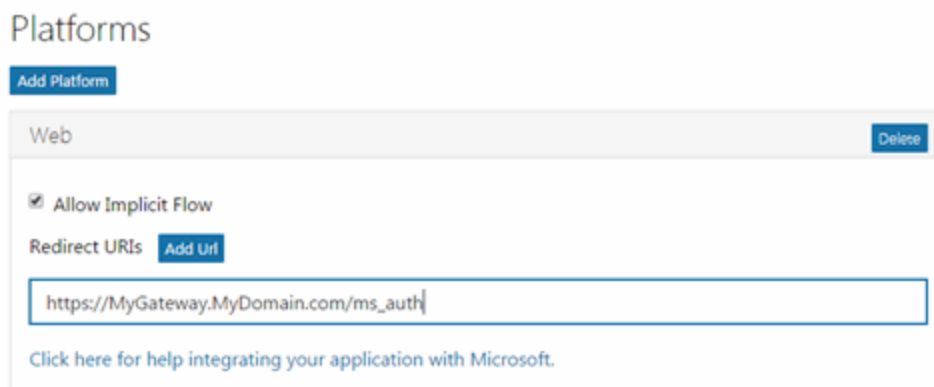 Platforms
Add Platform
Web
Delete
Allow Implicit Flow
Redirect URIs Add Url
https://MyGateway.MyDomain.com/ms_auth
Click here for help integrating your application with Microsoft.